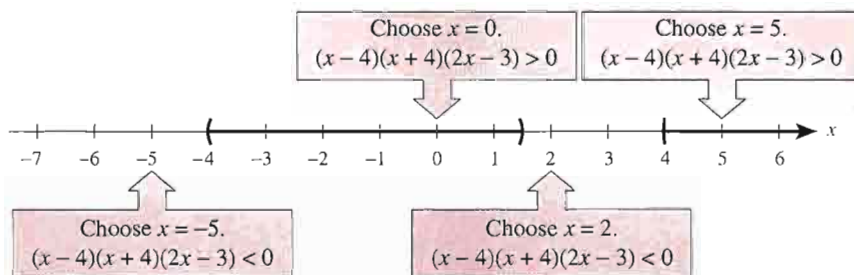 Choose x = 0.
(x − 4)(x + 4)(2x − 3) > 0
Choose x = 5.
(x − 4)(x + 4)(2x − 3) > 0
x
−7 −6 −5 −4 −3 −2 −1 0 1 2 3 4 5 6
Choose x = −5.
(x − 4)(x + 4)(2x − 3) < 0
Choose x = 2.
(x − 4)(x + 4)(2x − 3) < 0